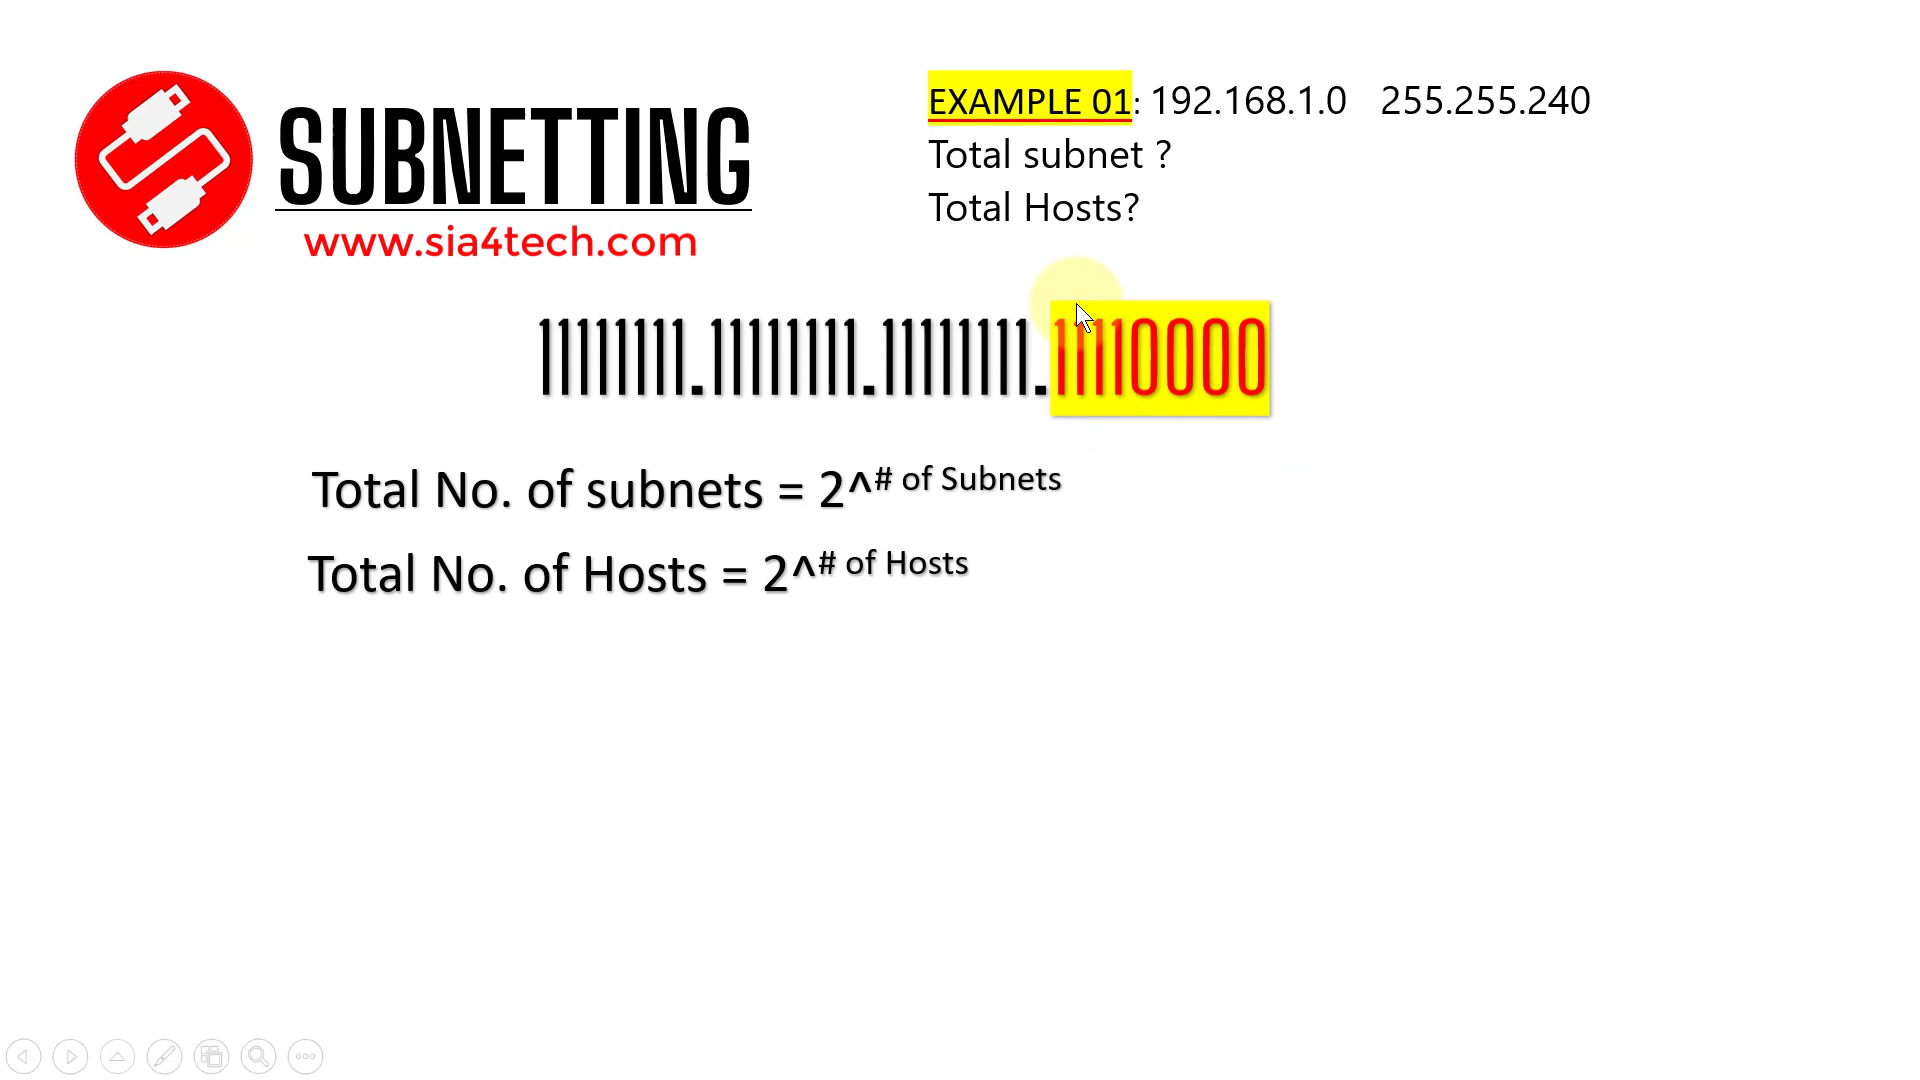 SUBNETTING
www.sia4tech.com
EXAMPLE 01: 192.168.1.0 255.255.240
Total subnet ?
Total Hosts?
11111111.11111111.11111111.11110000
Total No. of subnets = 2^# of Subnets
Total No. of Hosts = 2^# of Hosts